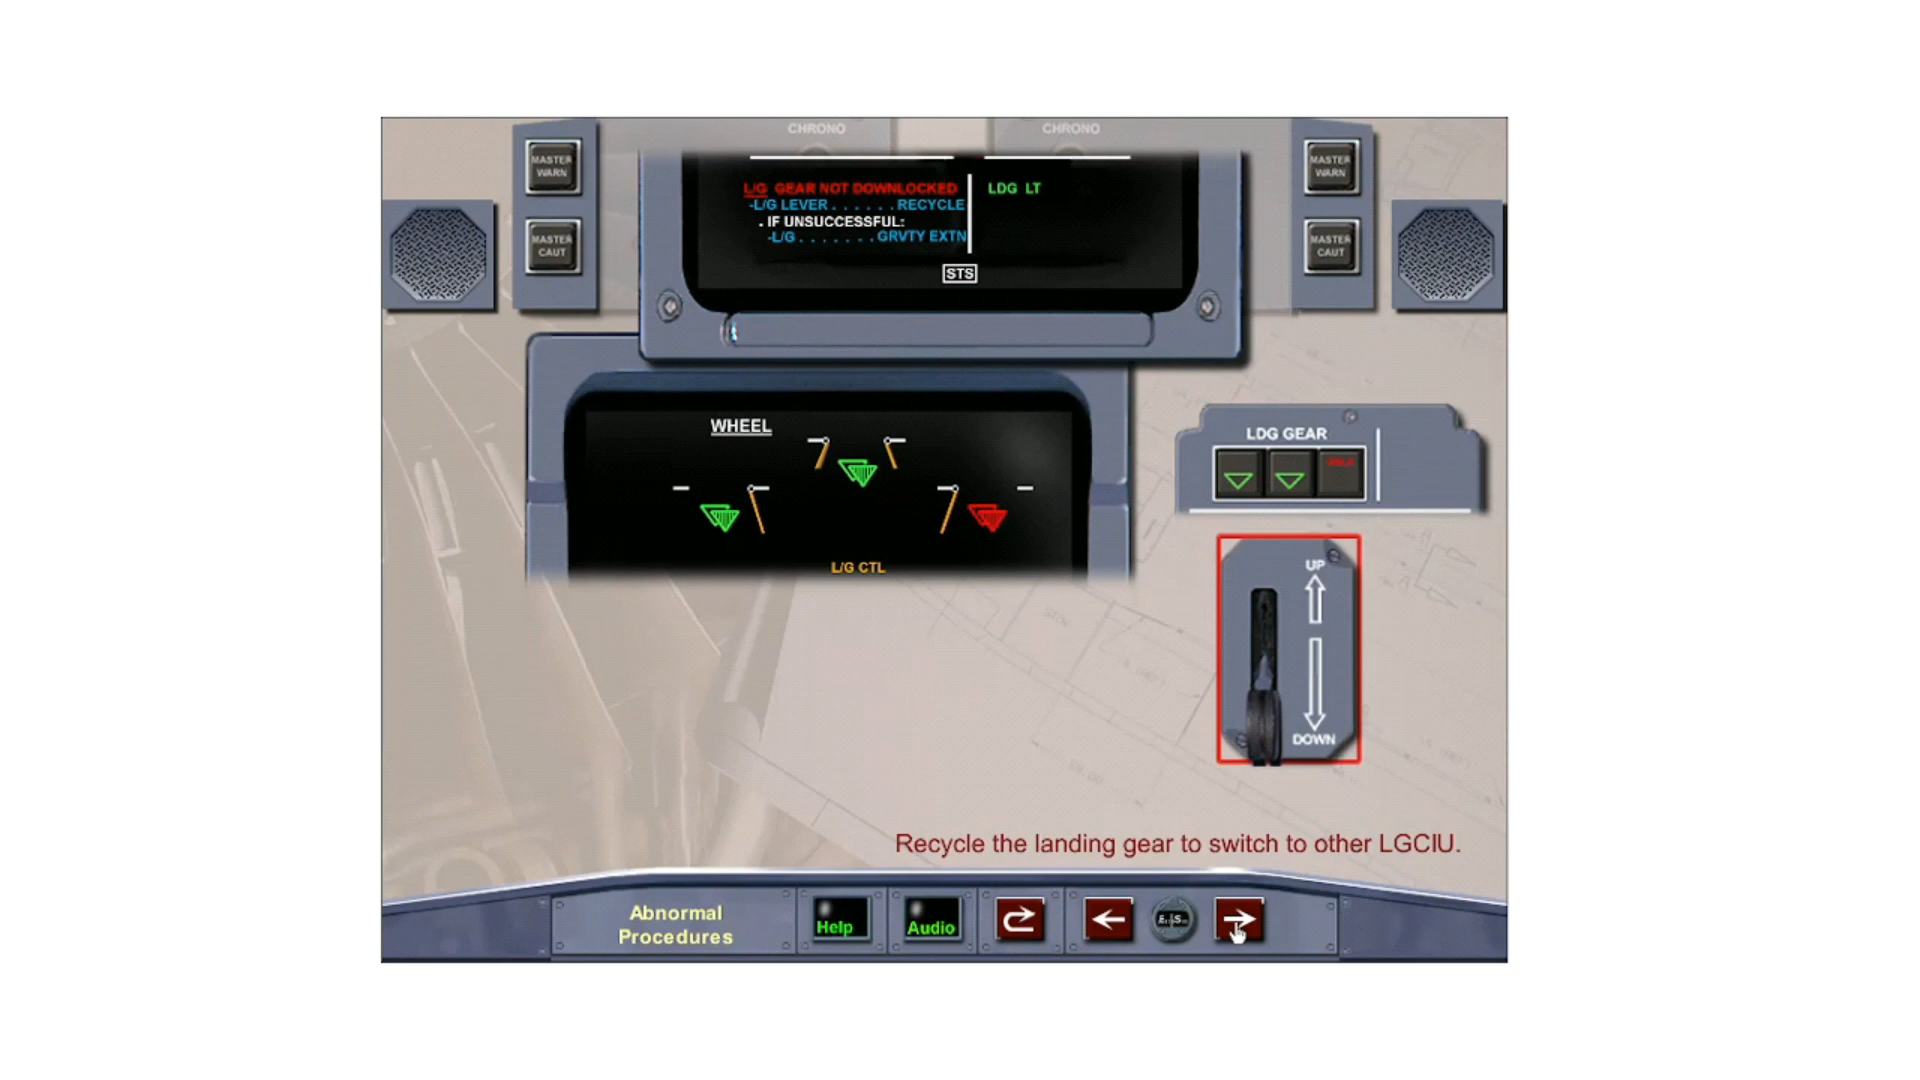 CHRONO
CHRONO
MASTER
WARN
MASTER
CAUT
MASTER
WARN
MASTER
CAUT
L/G GEAR NOT DOWNLOCKED
LDG LT
-L/G LEVER . . . . . . RECYCLE
. IF UNSUCCESSFUL:
-L/G . . . . . . . GRVTY EXTN
STS
WHEEL
L/G CTL
LDG GEAR
UP
DOWN
Recycle the landing gear to switch to other LGCIU.
Abnormal
Procedures
Help
Audio